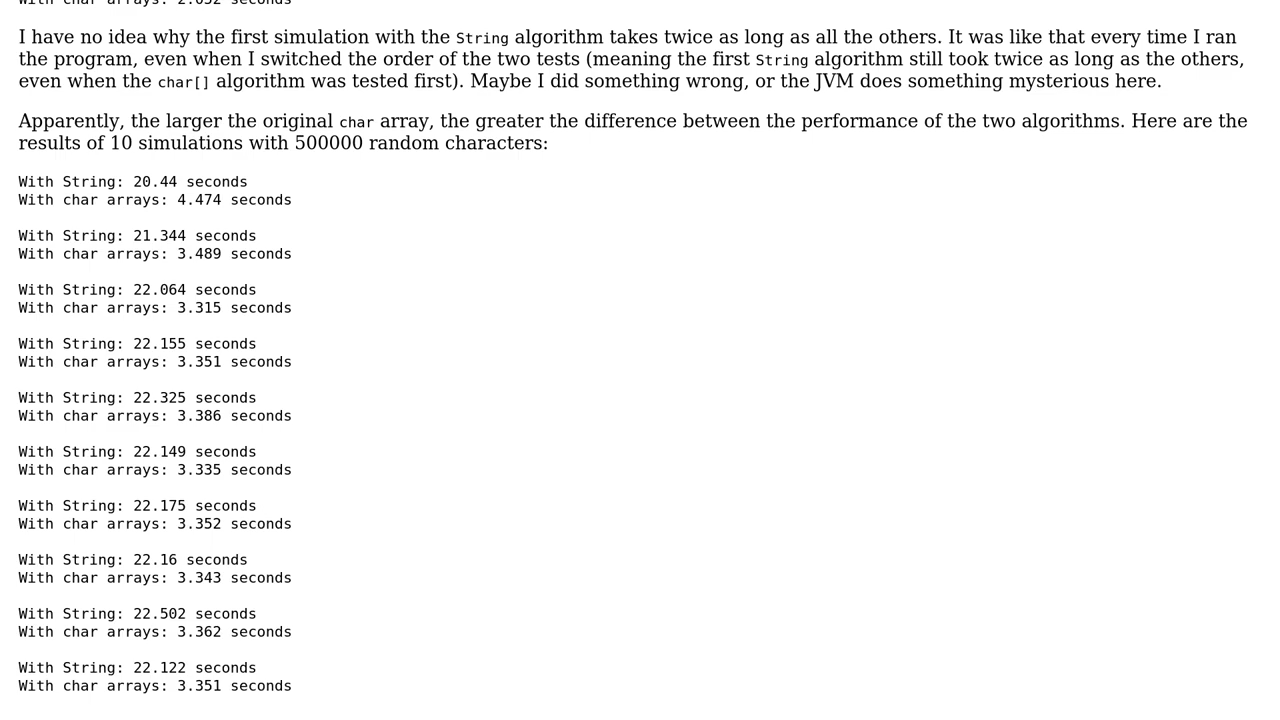 With char arrays: 2.052 seconds
I have no idea why the first simulation with the String algorithm takes twice as long as all the others. It was like that every time I ran
the program, even when I switched the order of the two tests (meaning the first String algorithm still took twice as long as the others,
even when the char[] algorithm was tested first). Maybe I did something wrong, or the JVM does something mysterious here.
Apparently, the larger the original char array, the greater the difference between the performance of the two algorithms. Here are the
results of 10 simulations with 500000 random characters:
With String: 20.44 seconds
With char arrays: 4.474 seconds
With String: 21.344 seconds
With char arrays: 3.489 seconds
With String: 22.064 seconds
With char arrays: 3.315 seconds
With String: 22.155 seconds
With char arrays: 3.351 seconds
With String: 22.325 seconds
With char arrays: 3.386 seconds
With String: 22.149 seconds
With char arrays: 3.335 seconds
With String: 22.175 seconds
With char arrays: 3.352 seconds
With String: 22.16 seconds
With char arrays: 3.343 seconds
With String: 22.502 seconds
With char arrays: 3.362 seconds
With String: 22.122 seconds
With char arrays: 3.351 seconds